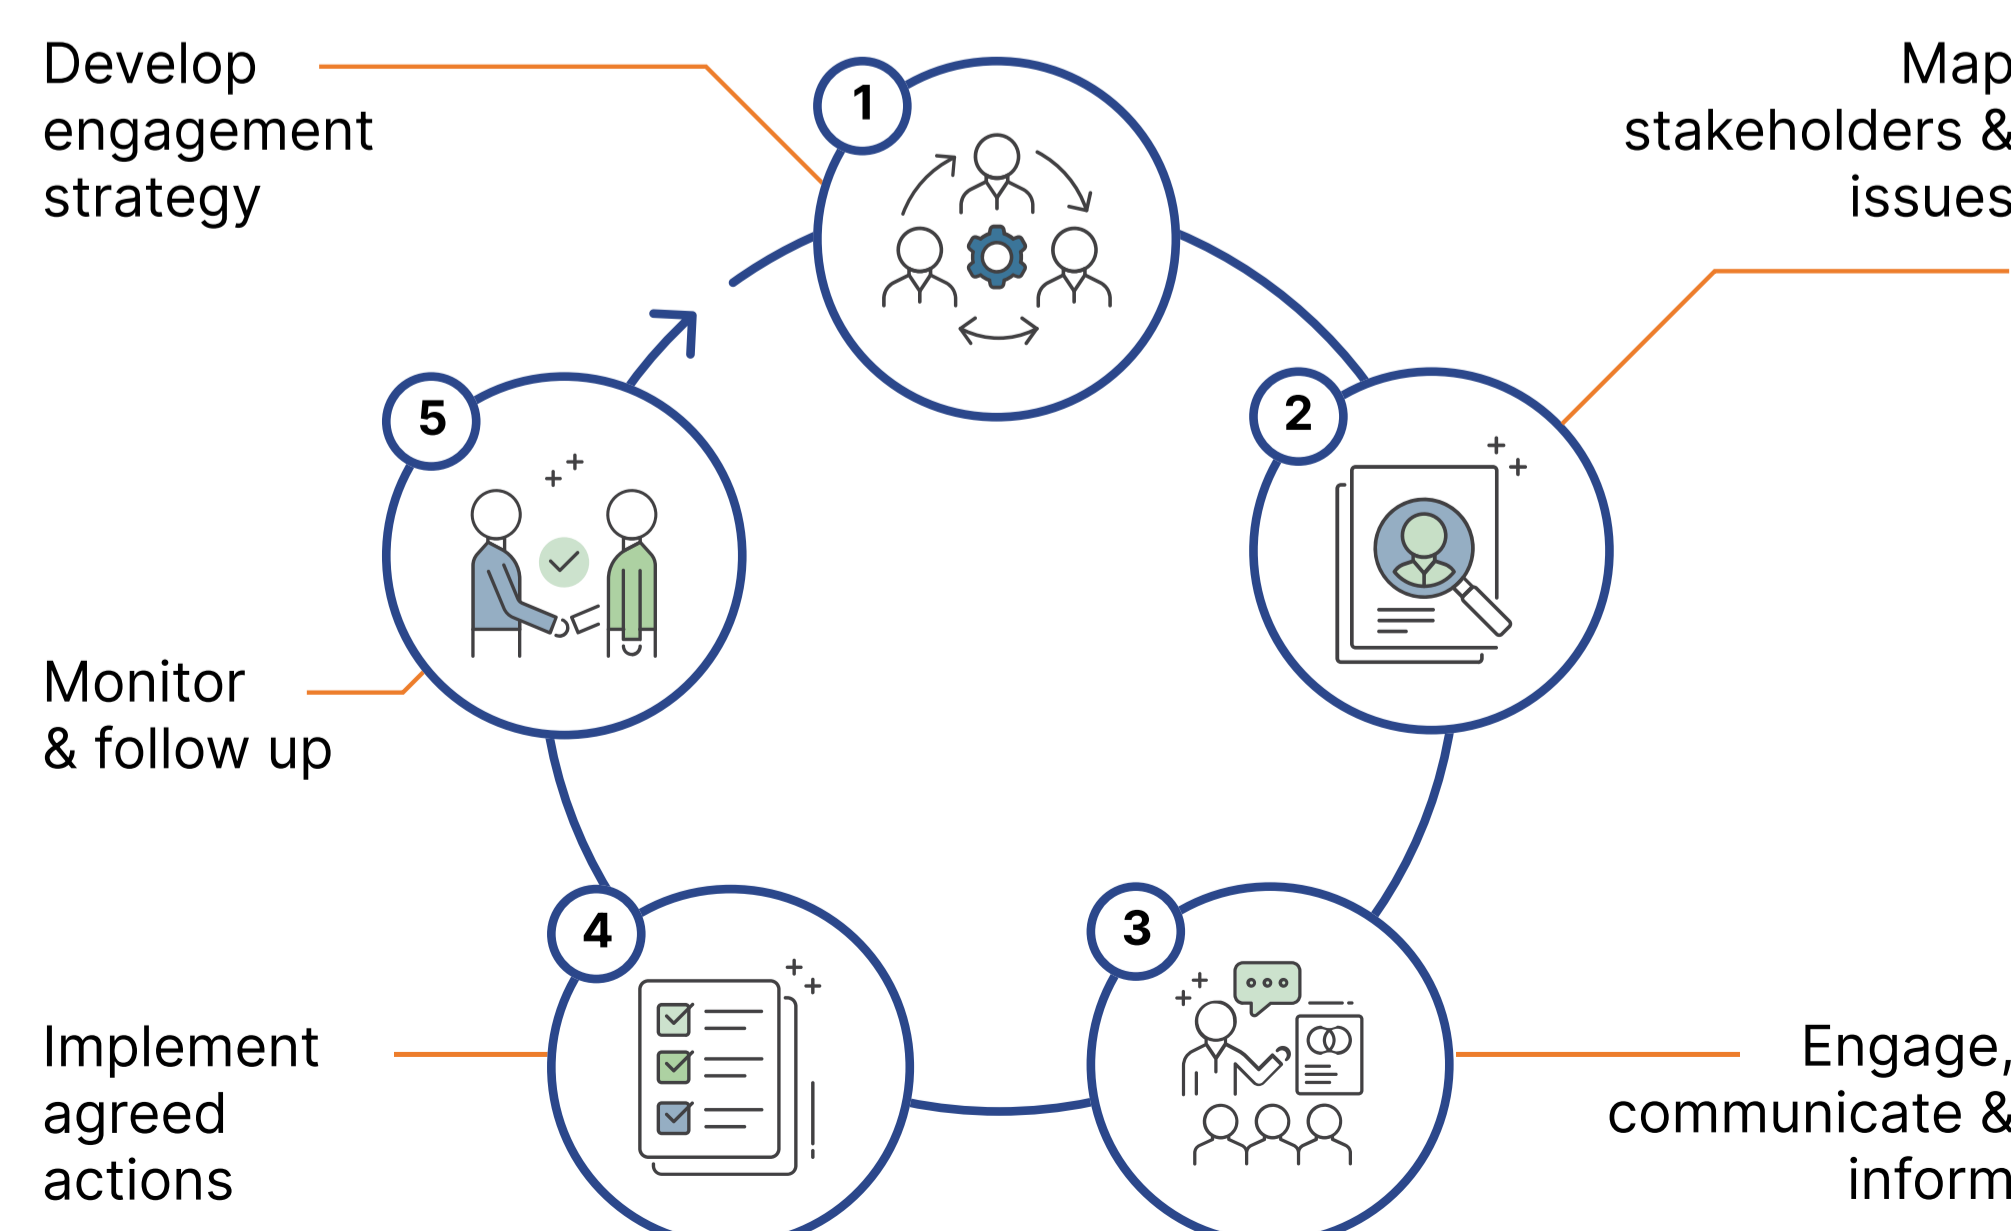 Develop
engagement
strategy
1
Map
stakeholders &
issues
2
5
Monitor
& follow up
4
3
Implement
agreed
actions
Engage,
communicate &
inform